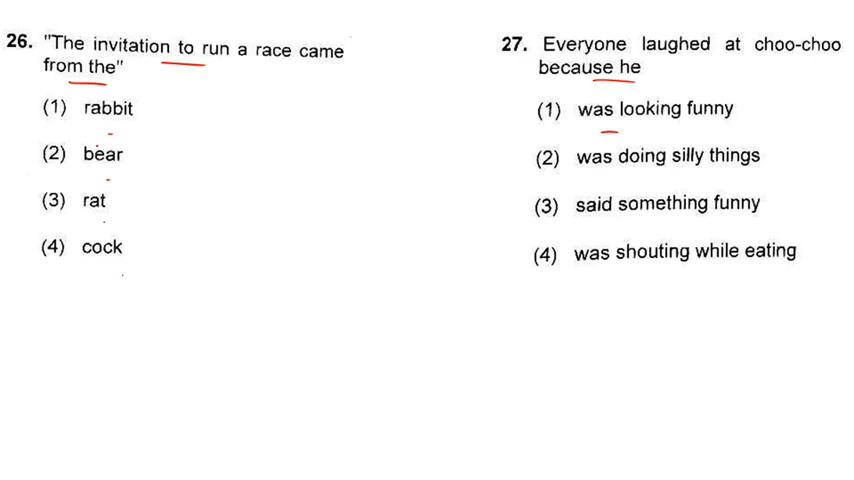 26. "The invitation to run a race came
from the"
(1) rabbit
(2) bear
(3) rat
(4) cock
27. Everyone laughed at choo-choo
because he
(1) was looking funny
(2) was doing silly things
(3) said something funny
(4) was shouting while eating